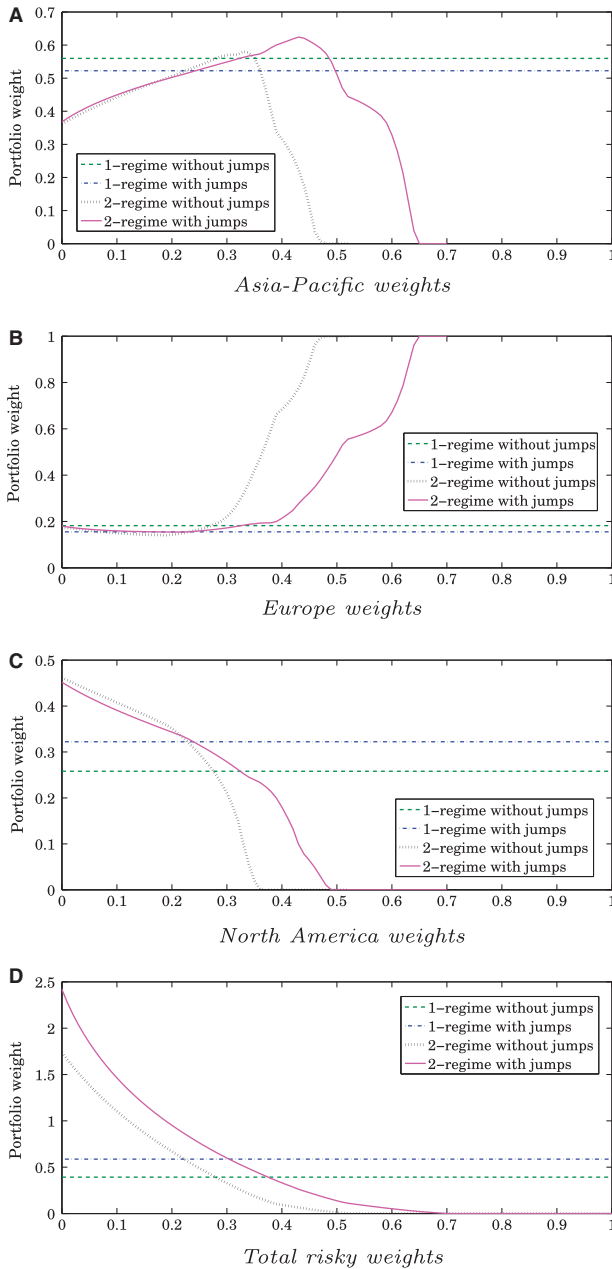 A
Portfolio weight
0.7
0.6
0.5
0.4
0.3
0.2
0.1
0
1-regime without jumps
1-regime with jumps
2-regime without jumps
2-regime with jumps
0 0.1 0.2 0.3 0.4 0.5 0.6 0.7 0.8 0.9 1
Asia-Pacific weights
B
Portfolio weight
1
0.8
0.6
0.4
0.2
0
1-regime without jumps
1-regime with jumps
2-regime without jumps
2-regime with jumps
0 0.1 0.2 0.3 0.4 0.5 0.6 0.7 0.8 0.9 1
Europe weights
C
Portfolio weight
0.5
0.4
0.3
0.2
0.1
0
1-regime without jumps
1-regime with jumps
2-regime without jumps
2-regime with jumps
0 0.1 0.2 0.3 0.4 0.5 0.6 0.7 0.8 0.9 1
North America weights
D
Portfolio weight
2.5
2
1.5
1
0.5
0
1-regime without jumps
1-regime with jumps
2-regime without jumps
2-regime with jumps
0 0.1 0.2 0.3 0.4 0.5 0.6 0.7 0.8 0.9 1
Total risky weights